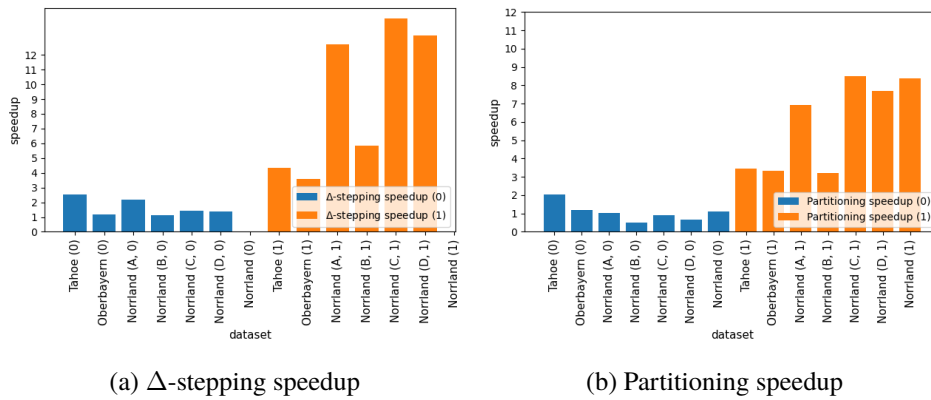 12
11
10
9
8
7
6
5
4
3
2
1
0
speedup
Δ-stepping speedup (0)
Δ-stepping speedup (1)
Tahoe (0)
Oberbayern (0)
Norrland (A, 0)
Norrland (B, 0)
Norrland (C, 0)
Norrland (D, 0)
Norrland (0)
Tahoe (1)
Oberbayern (1)
Norrland (A, 1)
Norrland (B, 1)
Norrland (C, 1)
Norrland (D, 1)
Norrland (1)
dataset
(a) Δ-stepping speedup
12
11
10
9
8
7
6
5
4
3
2
1
0
speedup
Partitioning speedup (0)
Partitioning speedup (1)
Tahoe (0)
Oberbayern (0)
Norrland (A, 0)
Norrland (B, 0)
Norrland (C, 0)
Norrland (D, 0)
Norrland (0)
Tahoe (1)
Oberbayern (1)
Norrland (A, 1)
Norrland (B, 1)
Norrland (C, 1)
Norrland (D, 1)
Norrland (1)
dataset
(b) Partitioning speedup